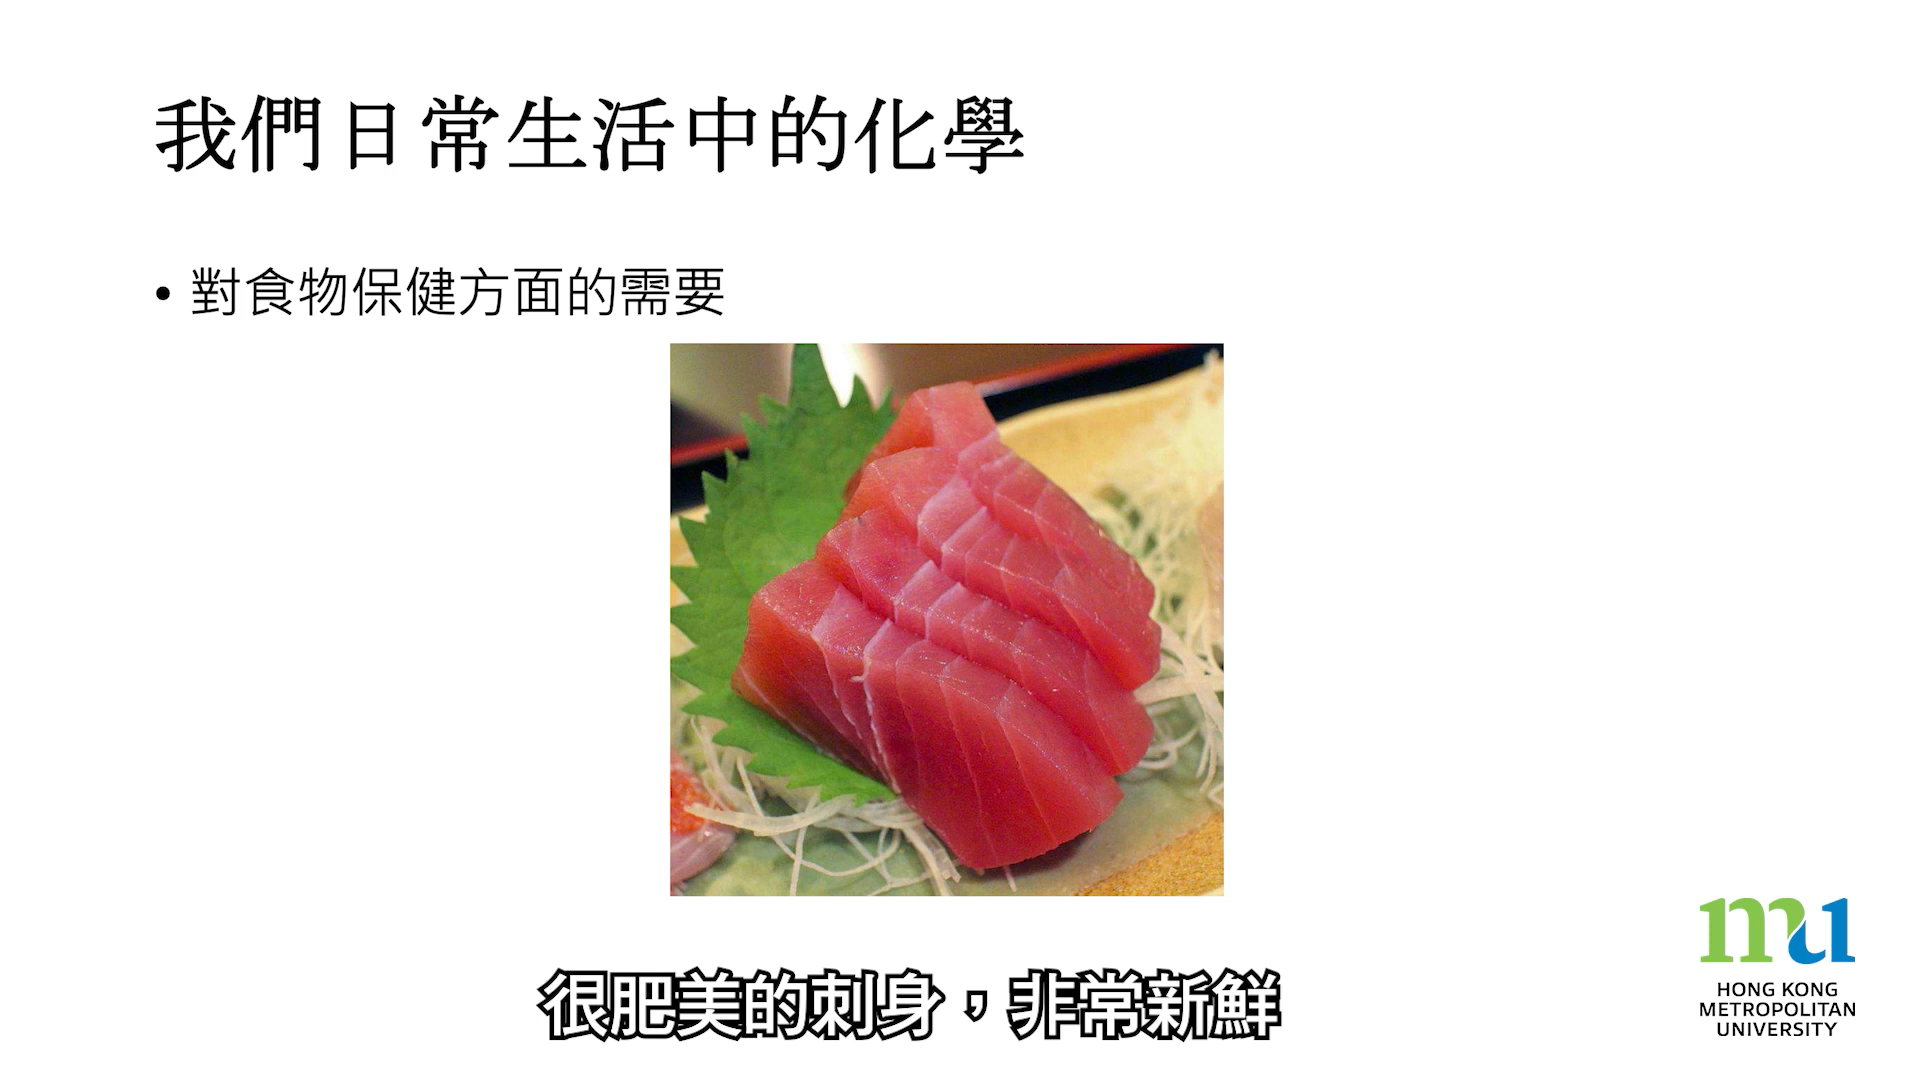 我們日常生活中的化學
• 對食物保健方面的需要
很肥美的刺身，非常新鮮
mu
HONG KONG
METROPOLITAN
UNIVERSITY